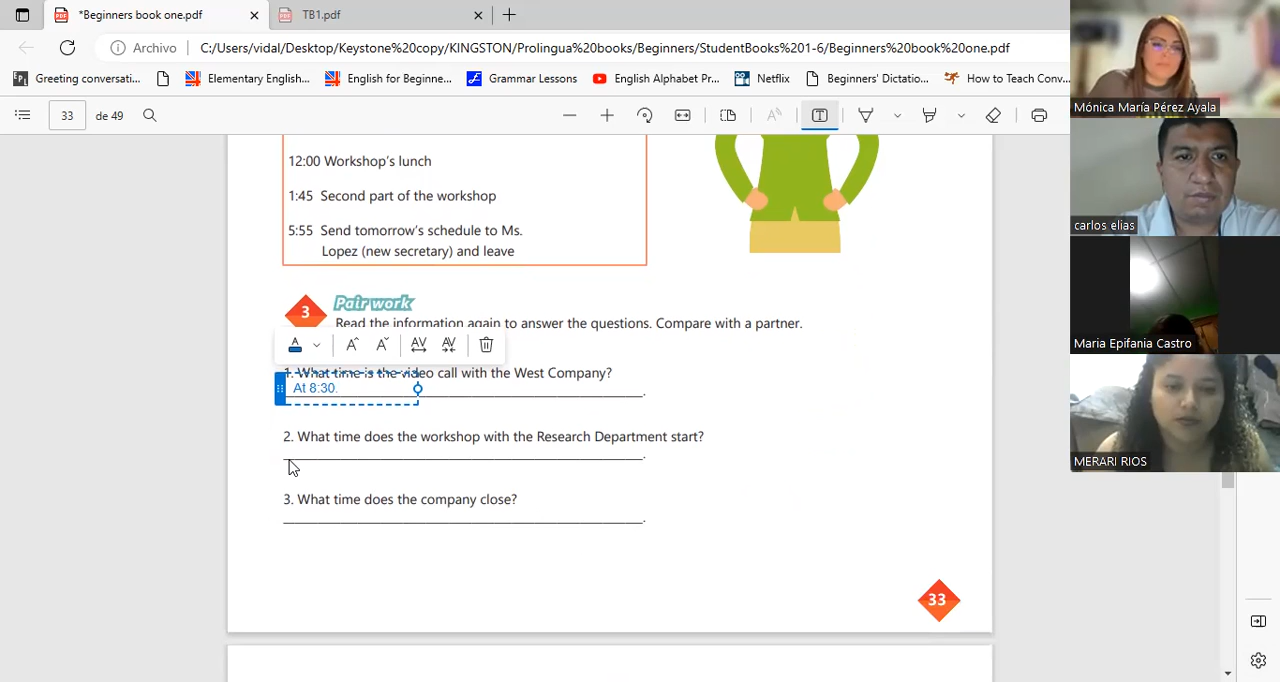 *Beginners book one.pdf
TB1.pdf
Archivo
C:/Users/vidal/Desktop/Keystone%20copy/KINGSTON/Prolingua%20books/Beginners/StudentBooks%201-6/Beginners%20book%20one.pdf
Greeting conversati...
Elementary English...
English for Beginne...
Grammar Lessons
English Alphabet Pr...
Netflix
Beginners' Dictatio...
How to Teach Conv...
33 de 49
12:00 Workshop's lunch
1:45 Second part of the workshop
5:55 Send tomorrow's schedule to Ms.
Lopez (new secretary) and leave
3 Pair work
Read the information again to answer the questions. Compare with a partner.
1. What time is the video call with the West Company?
At 8:30.
2. What time does the workshop with the Research Department start?
3. What time does the company close?
33
Mónica María Pérez Ayala
carlos elias
Maria Epifania Castro
MERARI RIOS